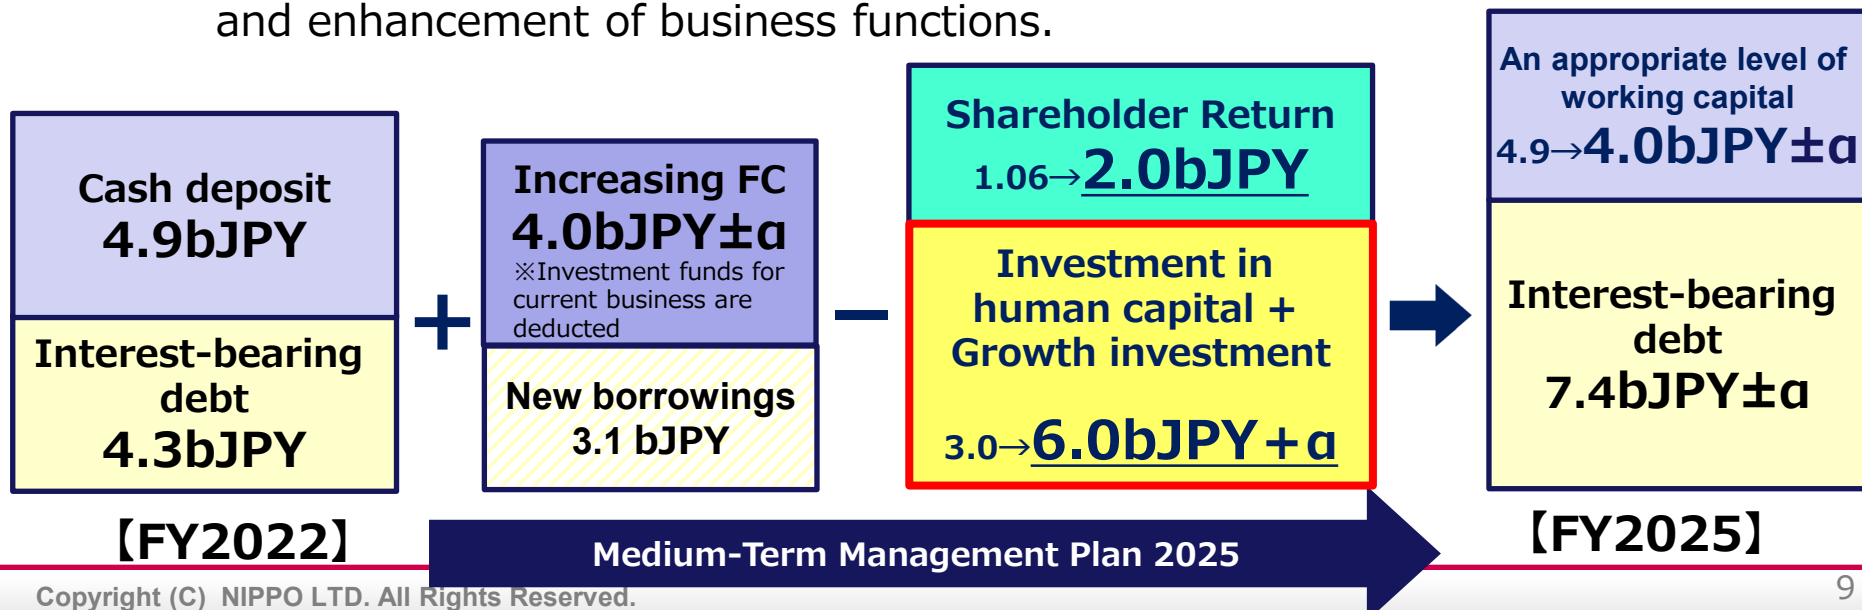 and enhancement of business functions.
Cash deposit
4.9bJPY
Interest-bearing
debt
4.3bJPY
【FY2022】
+
Increasing FC
4.0bJPY±α
※Investment funds for
current business are
deducted
New borrowings
3.1 bJPY
−
Shareholder Return
1.06→2.0bJPY
Investment in
human capital +
Growth investment
3.0→6.0bJPY+α
An appropriate level of
working capital
4.9→4.0bJPY±α
Interest-bearing
debt
7.4bJPY±α
【FY2025】
Medium-Term Management Plan 2025
Copyright (C) NIPPO LTD. All Rights Reserved.
9